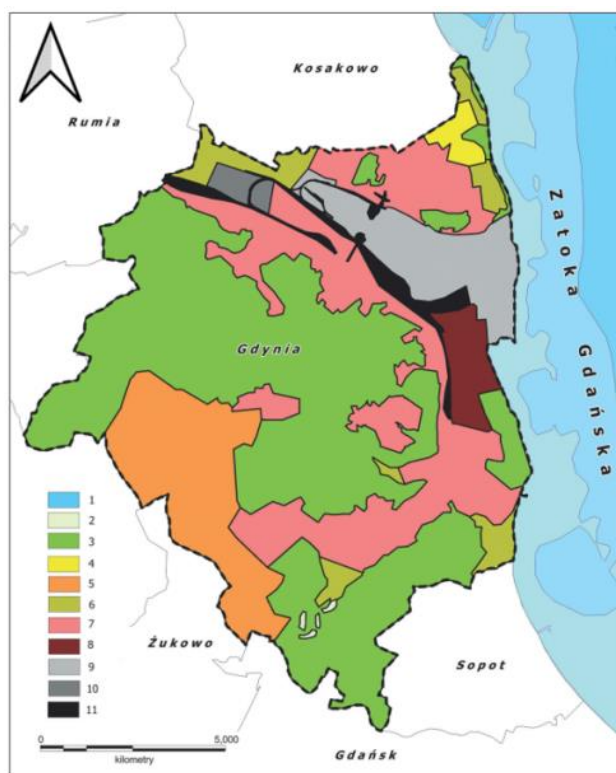 Kosakowo
Rumia
Zatoka
Gdańska
Gdynia
1
2
3
4
5
6
7
8
9
10
11
Żukowo
Sopot
0 5,000
kilometry
Gdańsk